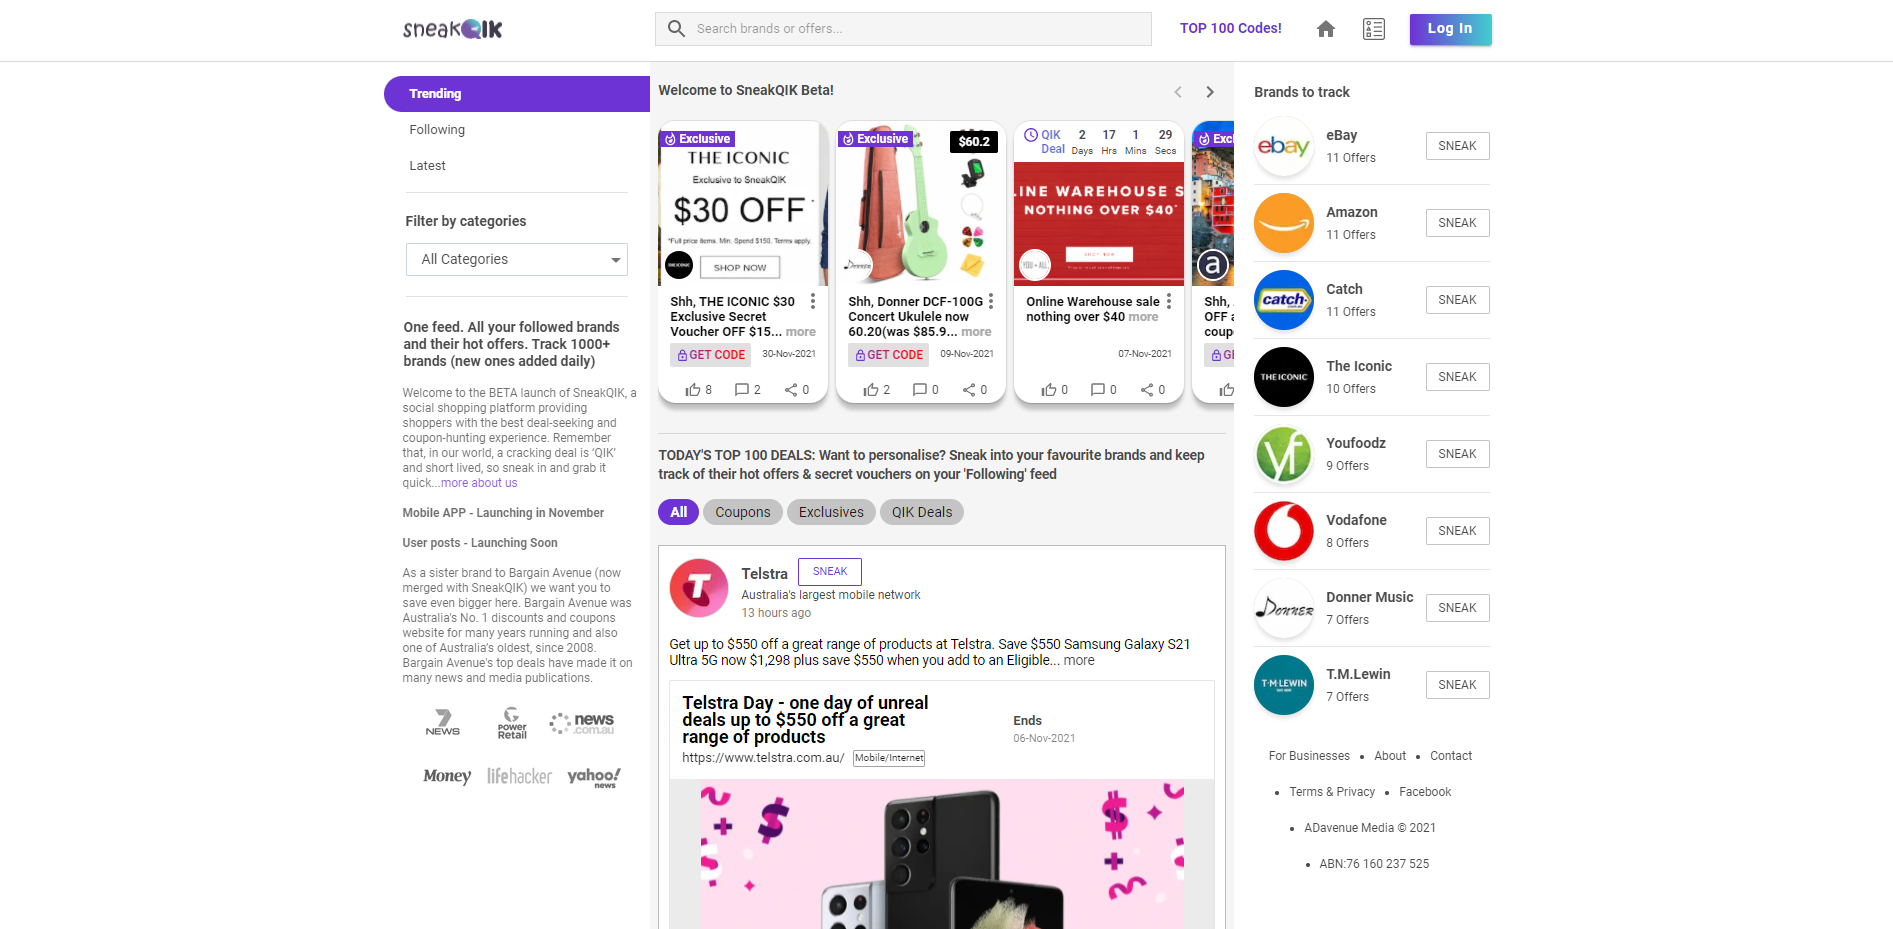 sneakQIK
Search brands or offers...
TOP 100 Codes!
Log In
Trending
Following
Latest
Filter by categories
All Categories
One feed. All your followed brands
and their hot offers. Track 1000+
brands (new ones added daily)
Welcome to the BETA launch of SneakQIK, a
social shopping platform providing
shoppers with the best deal-seeking and
coupon-hunting experience. Remember
that, in our world, a cracking deal is ‘QIK’
and short lived, so sneak in and grab it
quick...more about us
Mobile APP - Launching in November
User posts - Launching Soon
As a sister brand to Bargain Avenue (now
merged with SneakQIK) we want you to
save even bigger here. Bargain Avenue was
Australia's No. 1 discounts and coupons
website for many years running and also
one of Australia’s oldest, since 2008.
Bargain Avenue's top deals have made it on
many news and media publications.
7 NEWS
Power Retail
news.com.au
Money
lifehacker
yahoo! news
Welcome to SneakQIK Beta!
Exclusive
THE ICONIC
Exclusive to SneakQIK
$30 OFF
*Full price items. Min. Spend $150. Terms apply.
THE ICONIC
SHOP NOW
Shh, THE ICONIC $30
Exclusive Secret
Voucher OFF $15... more
GET CODE
30-Nov-2021
8
2
0
Exclusive
$60.2
Donner
Shh, Donner DCF-100G
Concert Ukulele now
60.20(was $85.9... more
GET CODE
09-Nov-2021
2
0
0
QIK Deal
2 Days
17 Hrs
1 Mins
29 Secs
LINE WAREHOUSE S
NOTHING OVER $40*
SHOP NOW
YOU + ALL
Online Warehouse sale
nothing over $40 more
07-Nov-2021
0
0
0
Excl
a
Shh,
OFF a
coup
GE
TODAY'S TOP 100 DEALS: Want to personalise? Sneak into your favourite brands and keep
track of their hot offers & secret vouchers on your 'Following' feed
All
Coupons
Exclusives
QIK Deals
T
Telstra
SNEAK
Australia's largest mobile network
13 hours ago
Get up to $550 off a great range of products at Telstra. Save $550 Samsung Galaxy S21
Ultra 5G now $1,298 plus save $550 when you add to an Eligible... more
Telstra Day - one day of unreal
deals up to $550 off a great
range of products
https://www.telstra.com.au/
Mobile/Internet
Ends
06-Nov-2021
Brands to track
ebay
eBay
11 Offers
SNEAK
Amazon
11 Offers
SNEAK
catch
Catch
11 Offers
SNEAK
THE ICONIC
The Iconic
10 Offers
SNEAK
yf
Youfoodz
9 Offers
SNEAK
Vodafone
8 Offers
SNEAK
Donner
Donner Music
7 Offers
SNEAK
T·M·LEWIN
T.M.Lewin
7 Offers
SNEAK
For Businesses • About • Contact
• Terms & Privacy • Facebook
• ADavenue Media © 2021
• ABN:76 160 237 525